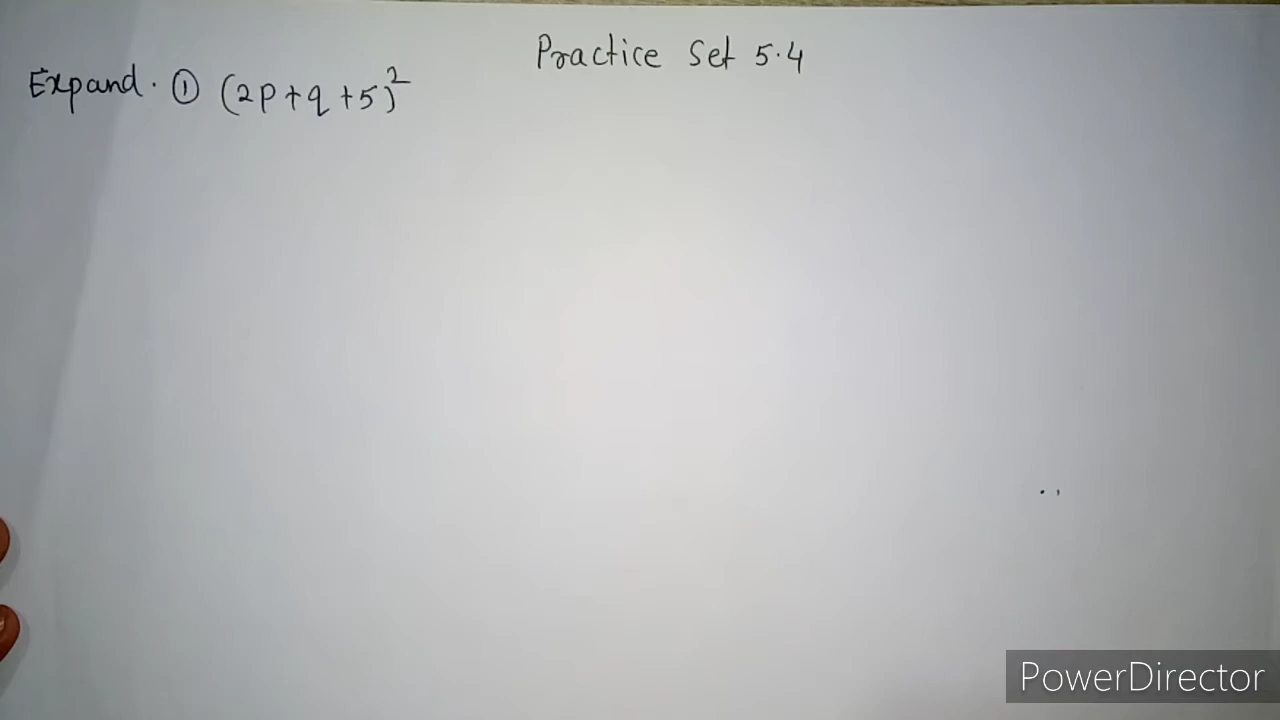 Practice Set 5.4
Expand. ① (2p+q+5)²
PowerDirector